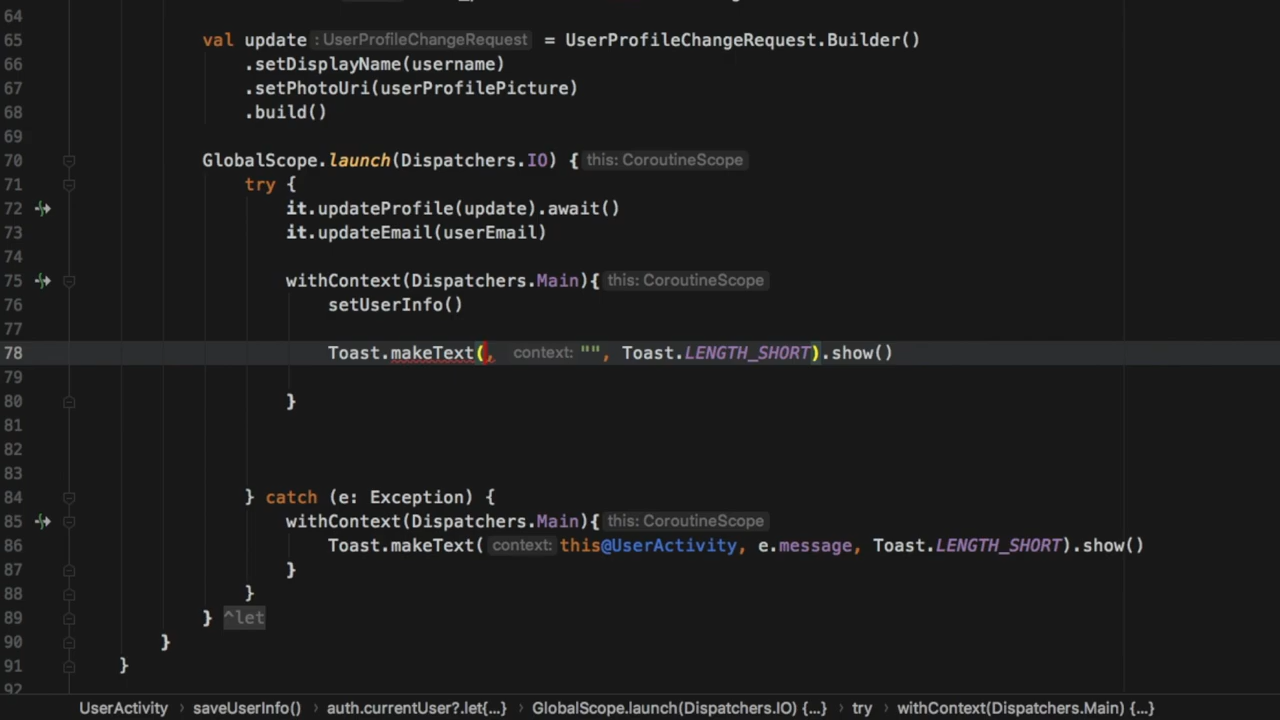 64
65 val update : UserProfileChangeRequest = UserProfileChangeRequest.Builder()
66 .setDisplayName(username)
67 .setPhotoUri(userProfilePicture)
68 .build()
69
70 GlobalScope.launch(Dispatchers.IO) { this: CoroutineScope
71 try {
72 it.updateProfile(update).await()
73 it.updateEmail(userEmail)
74
75 withContext(Dispatchers.Main){ this: CoroutineScope
76 setUserInfo()
77
78 Toast.makeText(, context: "", Toast.LENGTH_SHORT).show()
79
80 }
81
82
83
84 } catch (e: Exception) {
85 withContext(Dispatchers.Main){ this: CoroutineScope
86 Toast.makeText( context: this@UserActivity, e.message, Toast.LENGTH_SHORT).show()
87 }
88 }
89 } ^let
90 }
91 }
92
UserActivity › saveUserInfo() › auth.currentUser?.let{...} › GlobalScope.launch(Dispatchers.IO) {...} › try › withContext(Dispatchers.Main) {...}